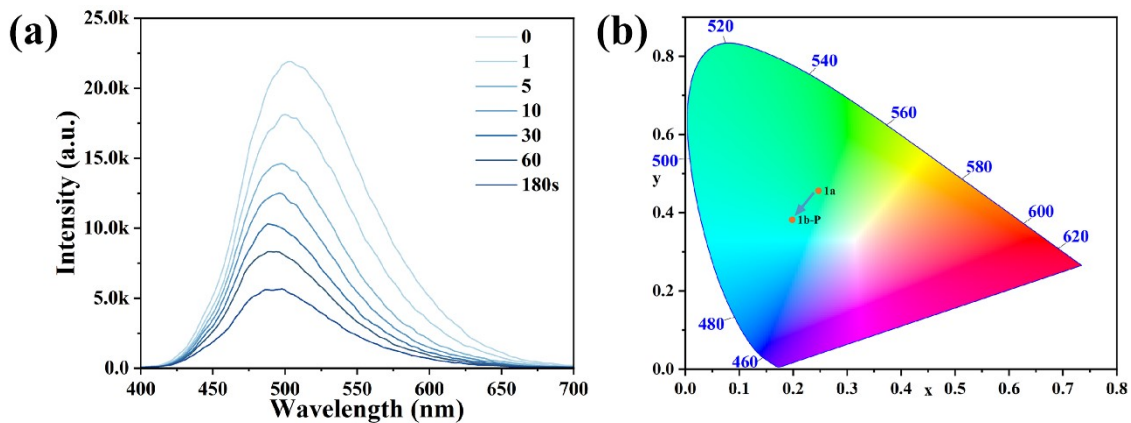 (a)
25.0k
20.0k
15.0k
10.0k
5.0k
0.0
Intensity (a.u.)
0
1
5
10
30
60
180s
400
450
500
550
600
650
700
Wavelength (nm)
(b)
0.8
0.6
y
0.4
0.2
0.0
520
540
560
500
580
600
620
480
460
1a
1b-P
0.0
0.1
0.2
0.3
0.4
0.5
0.6
0.7
0.8
x